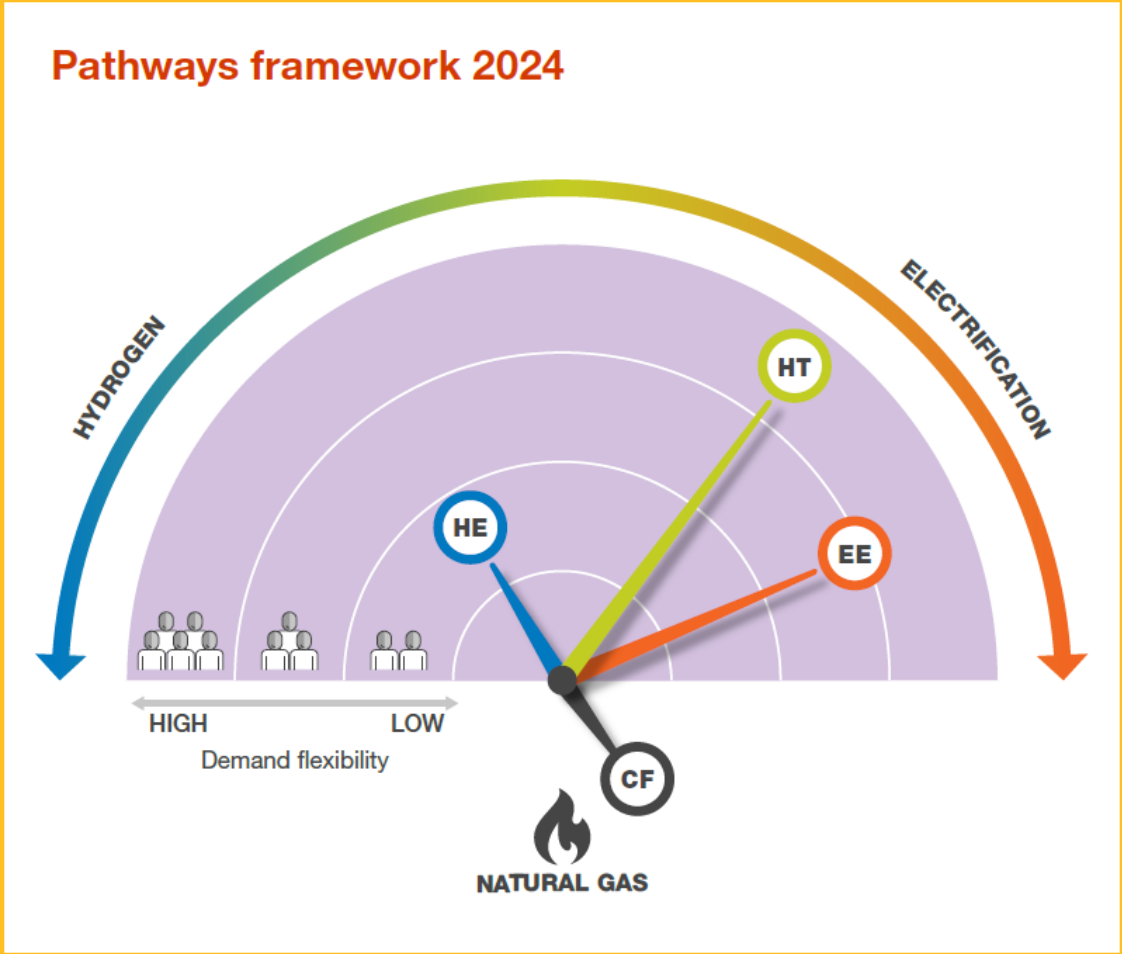 Pathways framework 2024
HYDROGEN
ELECTRIFICATION
HT
HE
EE
HIGH
LOW
Demand flexibility
CF
NATURAL GAS